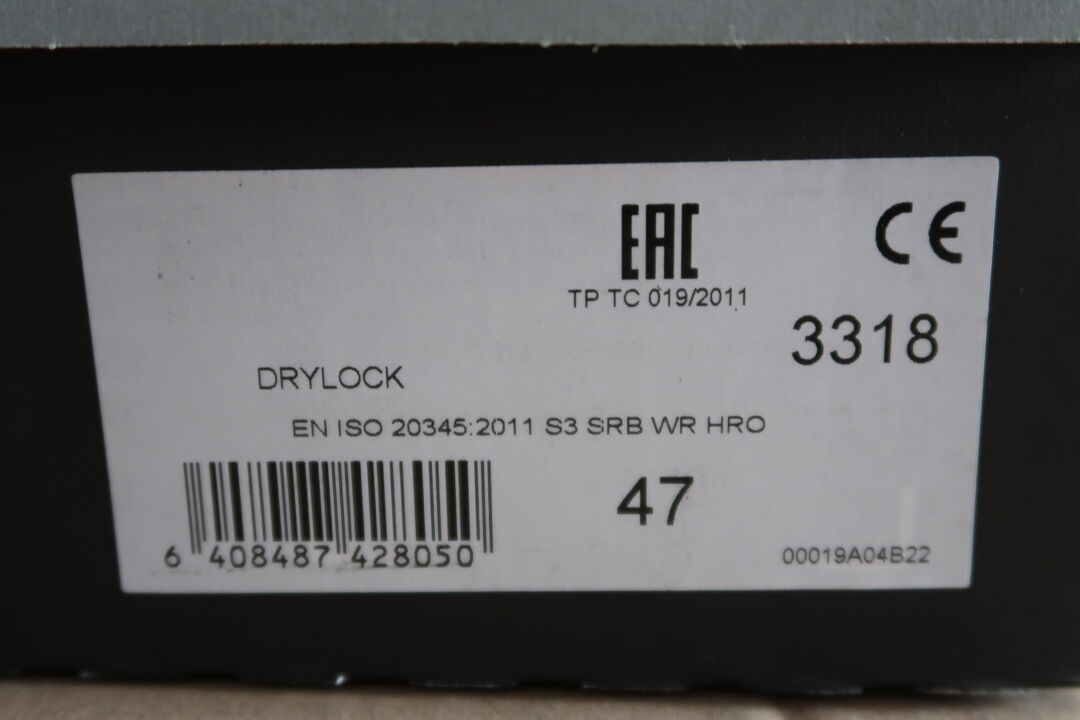 EAC
CE
TP TC 019/2011
3318
DRYLOCK
EN ISO 20345:2011 S3 SRB WR HRO
47
6 408487 428050
00019A04B22